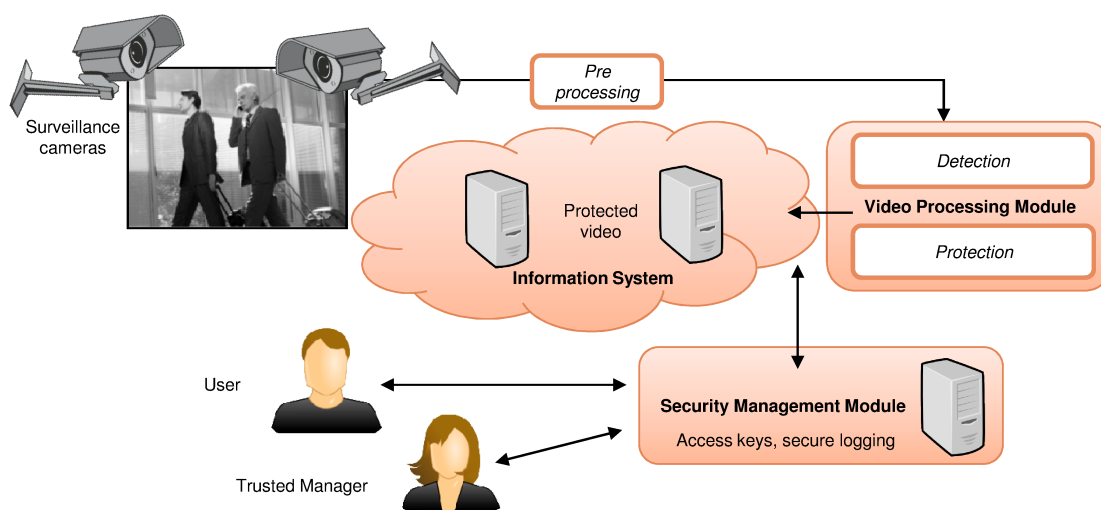 Pre
processing
Surveillance
cameras
Detection
Video Processing Module
Protection
Protected
video
Information System
User
Security Management Module
Access keys, secure logging
Trusted Manager